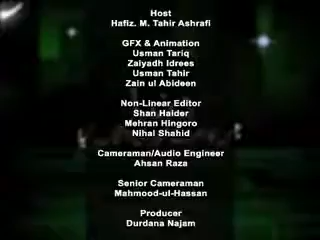 Host
Hafiz. M. Tahir Ashrafi
GFX & Animation
Usman Tariq
Zaiyadh Idrees
Usman Tahir
Zain ul Abideen
Non-Linear Editor
Shan Haider
Mehran Hingoro
Nihal Shahid
Cameraman/Audio Engineer
Ahsan Raza
Senior Cameraman
Mahmood-ul-Hassan
Producer
Durdana Najam